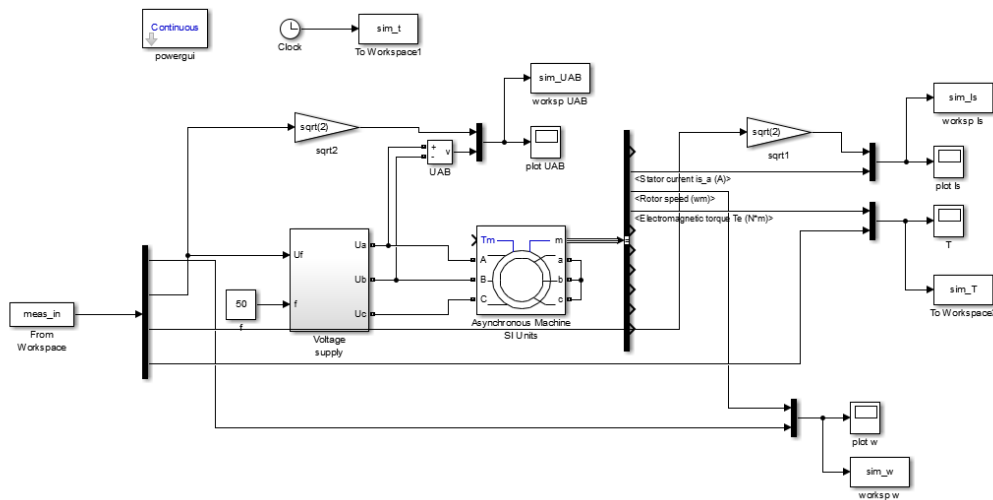 Continuous
powergui
Clock
sim_t
To Workspace1
sim_UAB
worksp UAB
plot UAB
sqrt(2)
sqrt2
+
-
v
UAB
sqrt(2)
sqrt1
sim_Is
worksp Is
plot Is
<Stator current is_a (A)>
<Rotor speed (wm)>
<Electromagnetic torque Te (N*m)>
T
sim_T
To Workspace2
meas_in
From
Workspace
50
f
Uf
f
Ua
Ub
Uc
Voltage
supply
Tm
m
A
B
C
a
b
c
Asynchronous Machine
SI Units
plot w
sim_w
worksp w